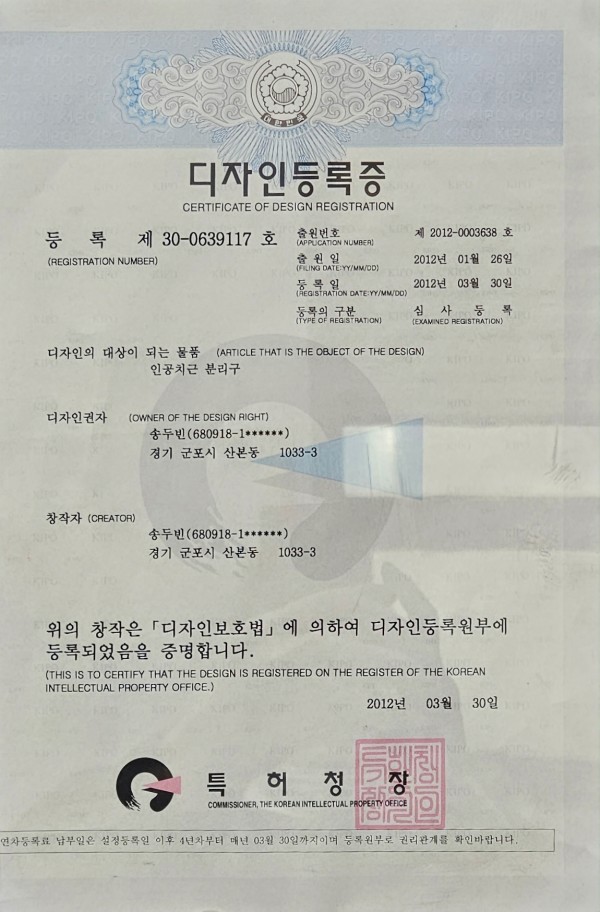 대한민국
디자인등록증
CERTIFICATE OF DESIGN REGISTRATION
등 록 제 30-0639117 호
(REGISTRATION NUMBER)
출원번호 제 2012-0003638 호
(APPLICATION NUMBER)
출 원 일 2012년 01월 26일
(FILING DATE:YY/MM/DD)
등 록 일 2012년 03월 30일
(REGISTRATION DATE:YY/MM/DD)
등록의 구분 심 사 등 록
(TYPE OF REGISTRATION) (EXAMINED REGISTRATION)
디자인의 대상이 되는 물품 (ARTICLE THAT IS THE OBJECT OF THE DESIGN)
인공치근 분리구
디자인권자 (OWNER OF THE DESIGN RIGHT)
송두빈(680918-1******)
경기 군포시 산본동 1033-3
창작자 (CREATOR)
송두빈(680918-1******)
경기 군포시 산본동 1033-3
위의 창작은 「디자인보호법」에 의하여 디자인등록원부에
등록되었음을 증명합니다.
(THIS IS TO CERTIFY THAT THE DESIGN IS REGISTERED ON THE REGISTER OF THE KOREAN
INTELLECTUAL PROPERTY OFFICE.)
2012년 03월 30일
특 허 청 장
COMMISSIONER, THE KOREAN INTELLECTUAL PROPERTY OFFICE
연차등록료 납부일은 설정등록일 이후 4년차부터 매년 03월 30일까지이며 등록원부로 권리관계를 확인바랍니다.